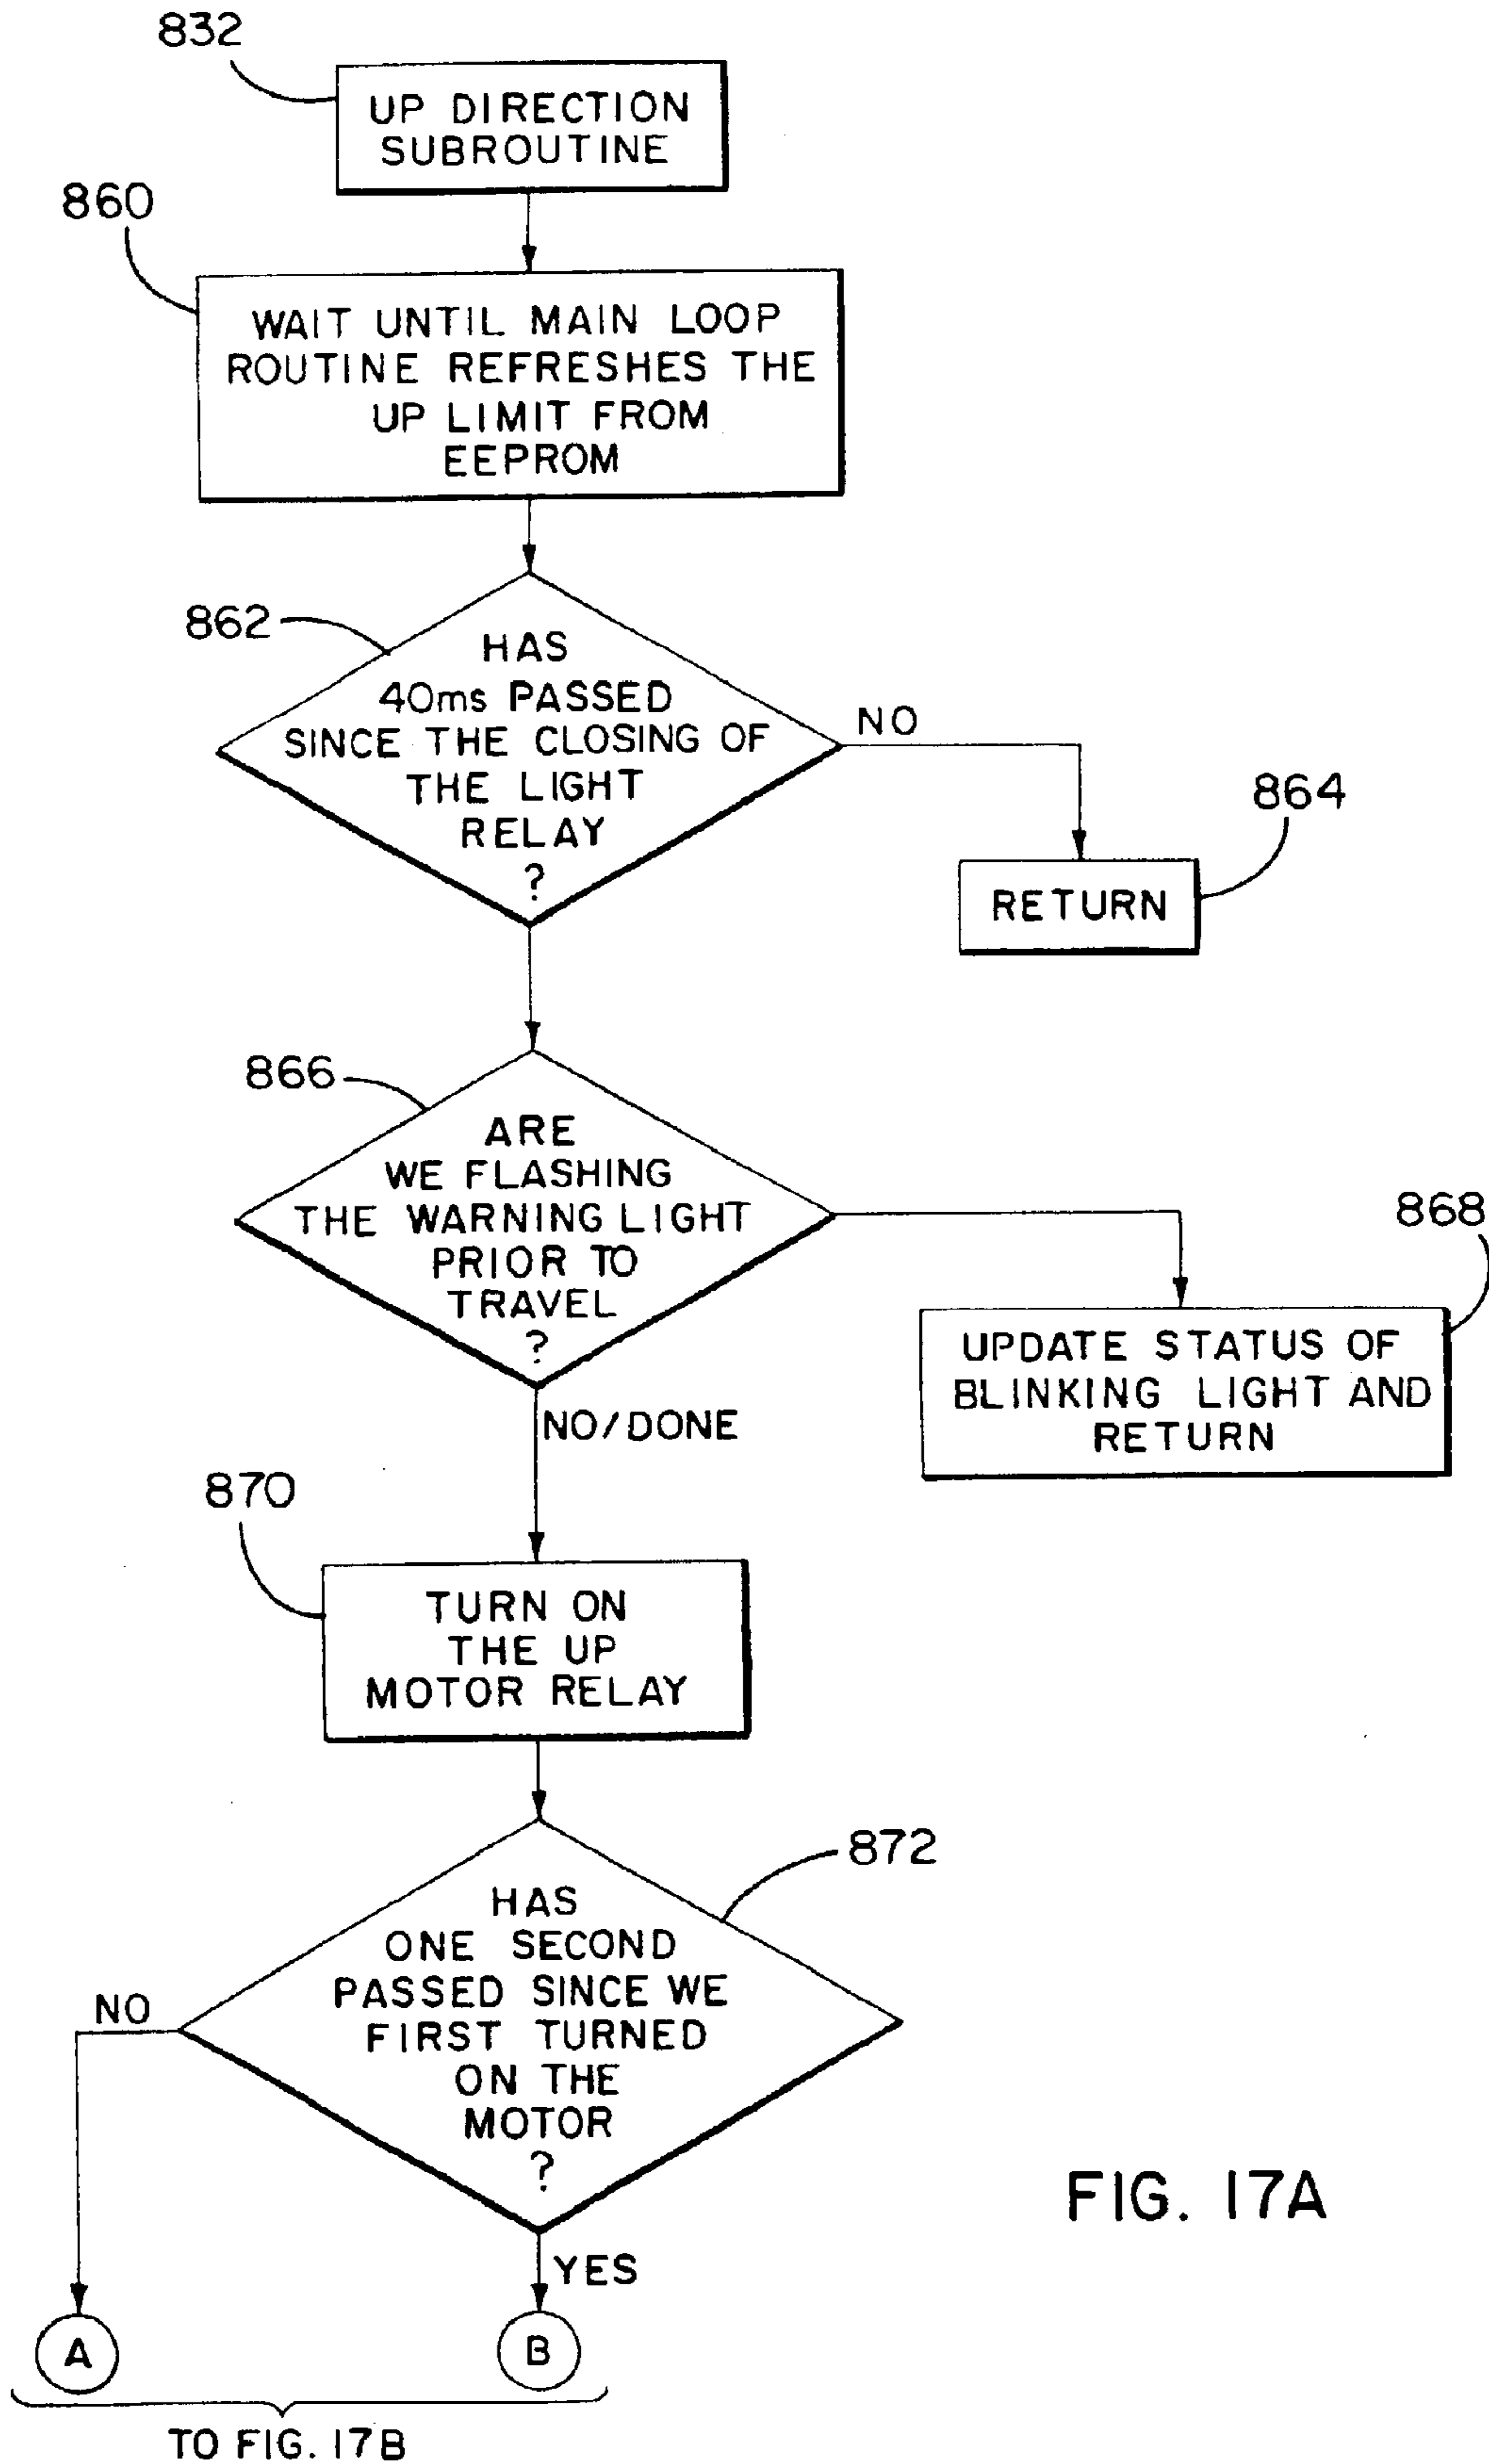 832
UP DIRECTION
SUBROUTINE
860
WAIT UNTIL MAIN LOOP
ROUTINE REFRESHES THE
UP LIMIT FROM
EEPROM
862
HAS
40ms PASSED
SINCE THE CLOSING OF
THE LIGHT
RELAY
?
NO
864
RETURN
866
ARE
WE FLASHING
THE WARNING LIGHT
PRIOR TO
TRAVEL
?
868
UPDATE STATUS OF
BLINKING LIGHT AND
RETURN
NO/DONE
870
TURN ON
THE UP
MOTOR RELAY
872
HAS
ONE SECOND
PASSED SINCE WE
FIRST TURNED
ON THE
MOTOR
?
NO
YES
A
B
TO FIG. 17B
FIG. 17A